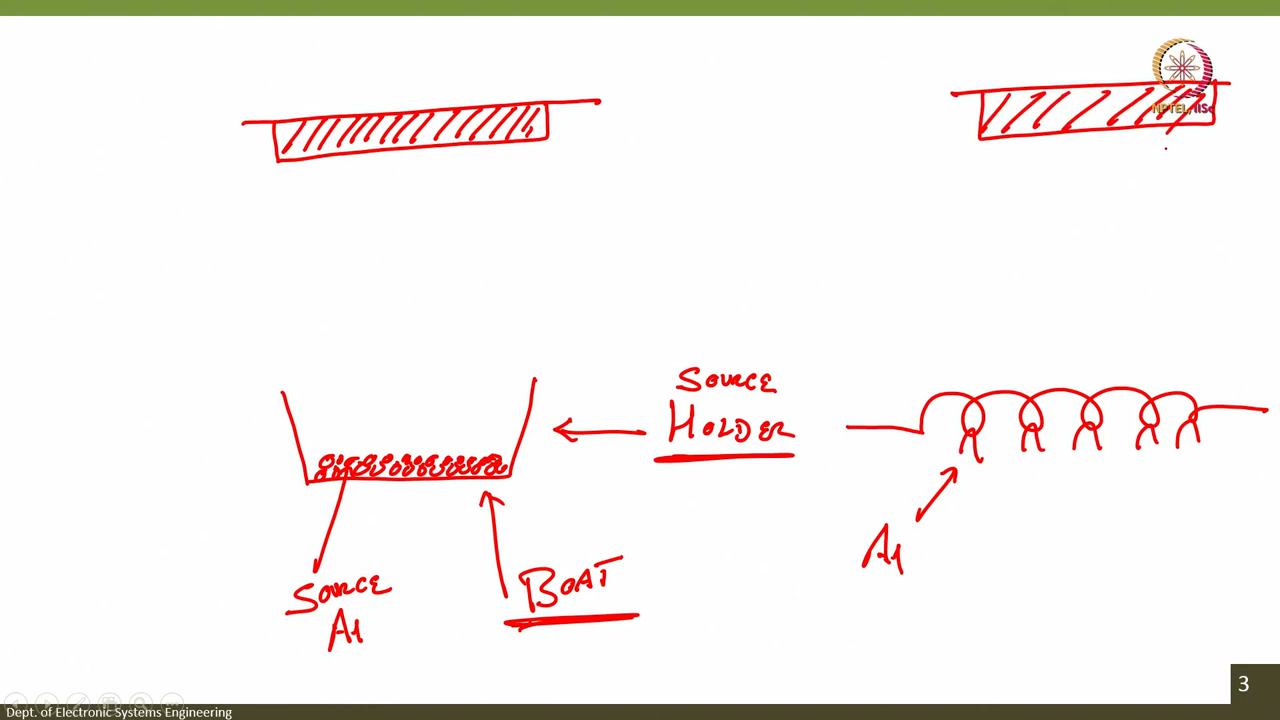 NPTEL, IISc
SOURCE
HOLDER
SOURCE
Al
BOAT
Al
3
Dept. of Electronic Systems Engineering